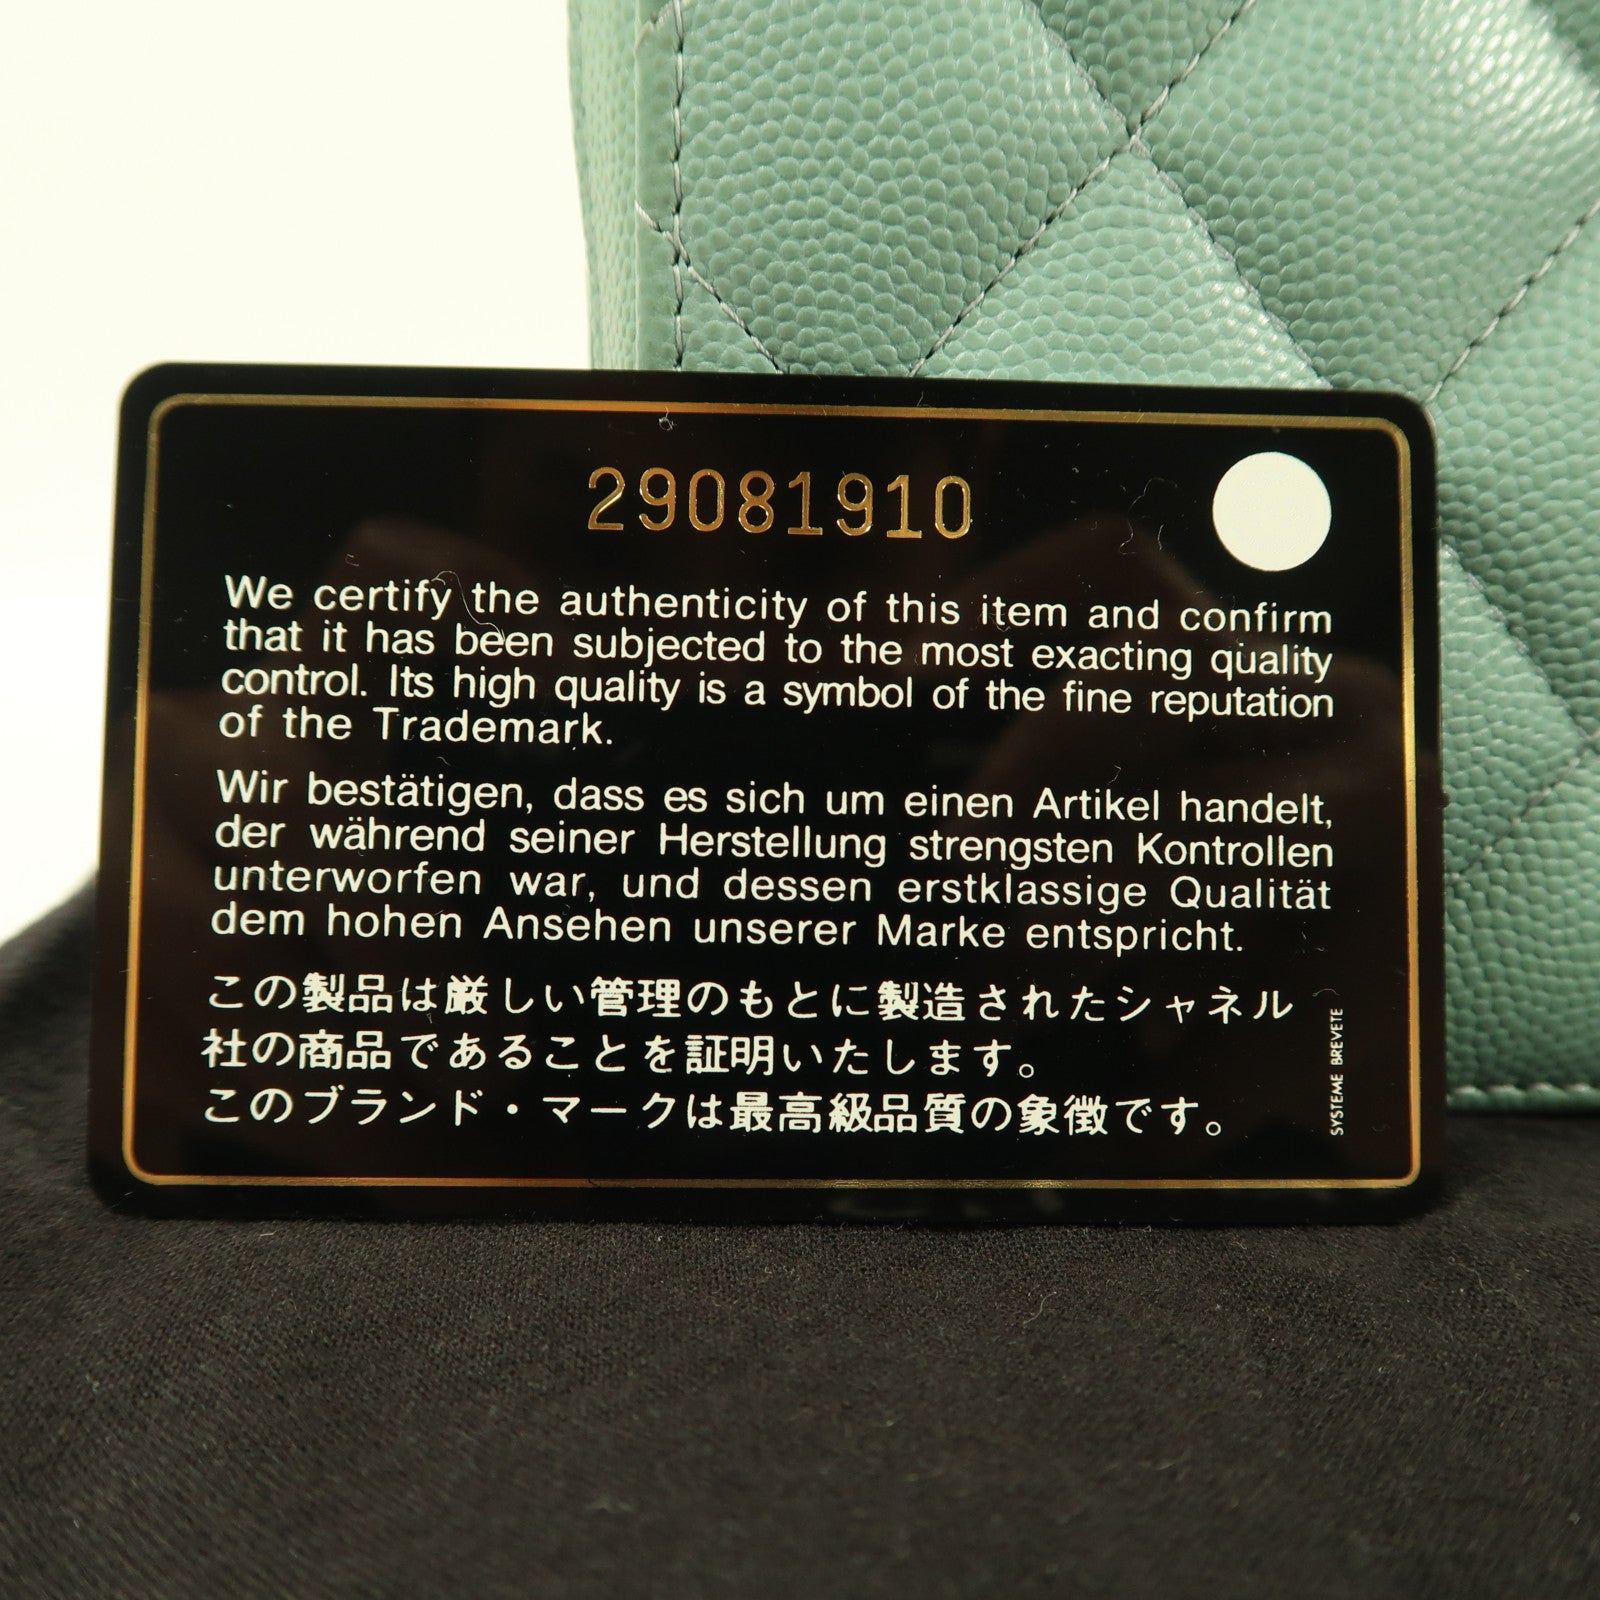 29081910
We certify the authenticity of this item and confirm
that it has been subjected to the most exacting quality
control. Its high quality is a symbol of the fine reputation
of the Trademark.
Wir bestätigen, dass es sich um einen Artikel handelt,
der während seiner Herstellung strengsten Kontrollen
unterworfen war, und dessen erstklassige Qualität
dem hohen Ansehen unserer Marke entspricht.
この製品は厳しい管理のもとに製造されたシャネル
社の商品であることを証明いたします。
このブランド・マークは最高級品質の象徴です。
SYSTEME BREVETE